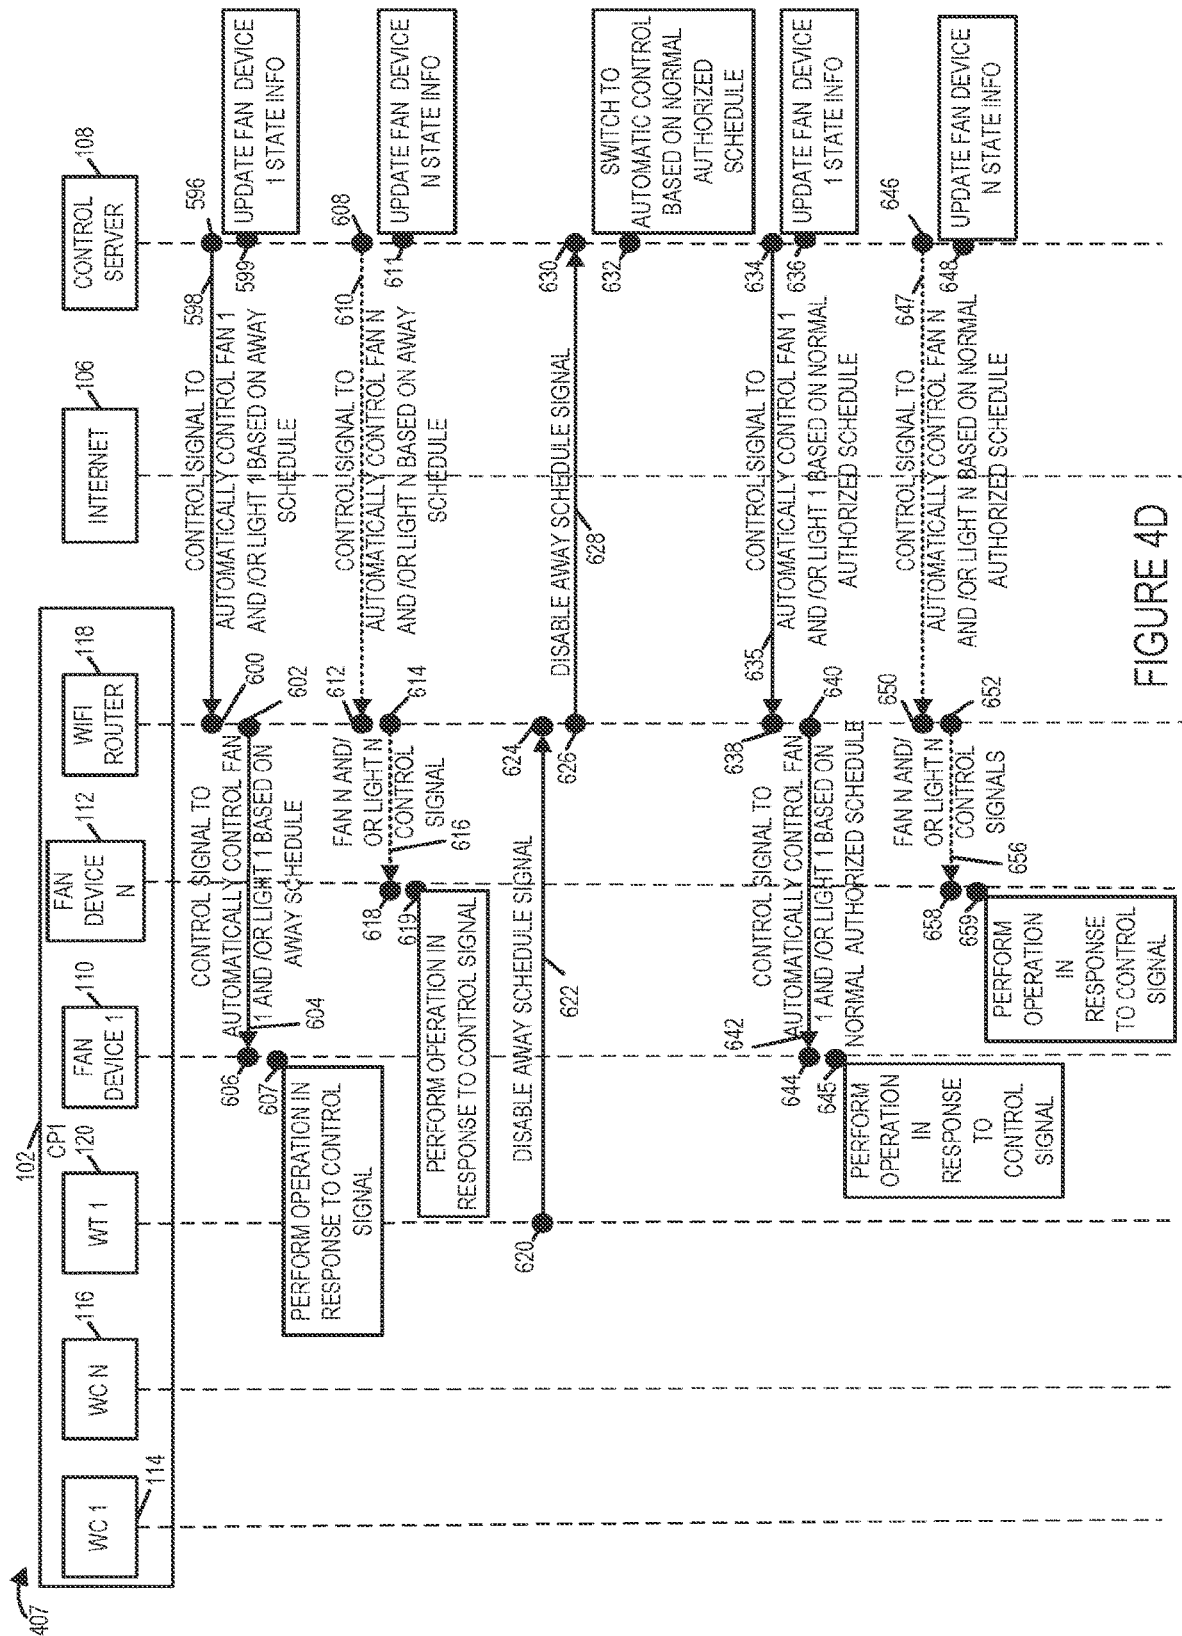 407
102
CP1
WC 1
114
WC N
116
WT 1
120
FAN
DEVICE 1
110
FAN
DEVICE
N
112
WIFI
ROUTER
118
INTERNET
106
CONTROL
SERVER
108
596
598
CONTROL SIGNAL TO
AUTOMATICALLY CONTROL FAN 1
AND /OR LIGHT 1 BASED ON AWAY
SCHEDULE
599
UPDATE FAN DEVICE
1 STATE INFO
600
602
CONTROL SIGNAL TO
AUTOMATICALLY CONTROL FAN
1 AND /OR LIGHT 1 BASED ON
AWAY SCHEDULE
604
606
607
PERFORM OPERATION IN
RESPONSE TO CONTROL
SIGNAL
608
610
CONTROL SIGNAL TO
AUTOMATICALLY CONTROL FAN N
AND /OR LIGHT N BASED ON AWAY
SCHEDULE
611
UPDATE FAN DEVICE
N STATE INFO
612
614
FAN N AND/
OR LIGHT N
CONTROL
SIGNAL
616
618
619
PERFORM OPERATION IN
RESPONSE TO CONTROL SIGNAL
620
DISABLE AWAY SCHEDULE SIGNAL
622
624
626
DISABLE AWAY SCHEDULE SIGNAL
628
630
632
SWITCH TO
AUTOMATIC CONTROL
BASED ON NORMAL
AUTHORIZED
SCHEDULE
634
635
CONTROL SIGNAL TO
AUTOMATICALLY CONTROL FAN 1
AND /OR LIGHT 1 BASED ON NORMAL
AUTHORIZED SCHEDULE
636
UPDATE FAN DEVICE
1 STATE INFO
638
640
CONTROL SIGNAL TO
AUTOMATICALLY CONTROL FAN
1 AND /OR LIGHT 1 BASED ON
NORMAL AUTHORIZED SCHEDULE
642
644
645
PERFORM
OPERATION
IN
RESPONSE
TO
CONTROL
SIGNAL
646
647
CONTROL SIGNAL TO
AUTOMATICALLY CONTROL FAN N
AND /OR LIGHT N BASED ON NORMAL
AUTHORIZED SCHEDULE
648
UPDATE FAN DEVICE
N STATE INFO
650
652
FAN N AND/
OR LIGHT N
CONTROL
SIGNALS
656
658
659
PERFORM
OPERATION
IN
RESPONSE
TO CONTROL
SIGNAL
FIGURE 4D